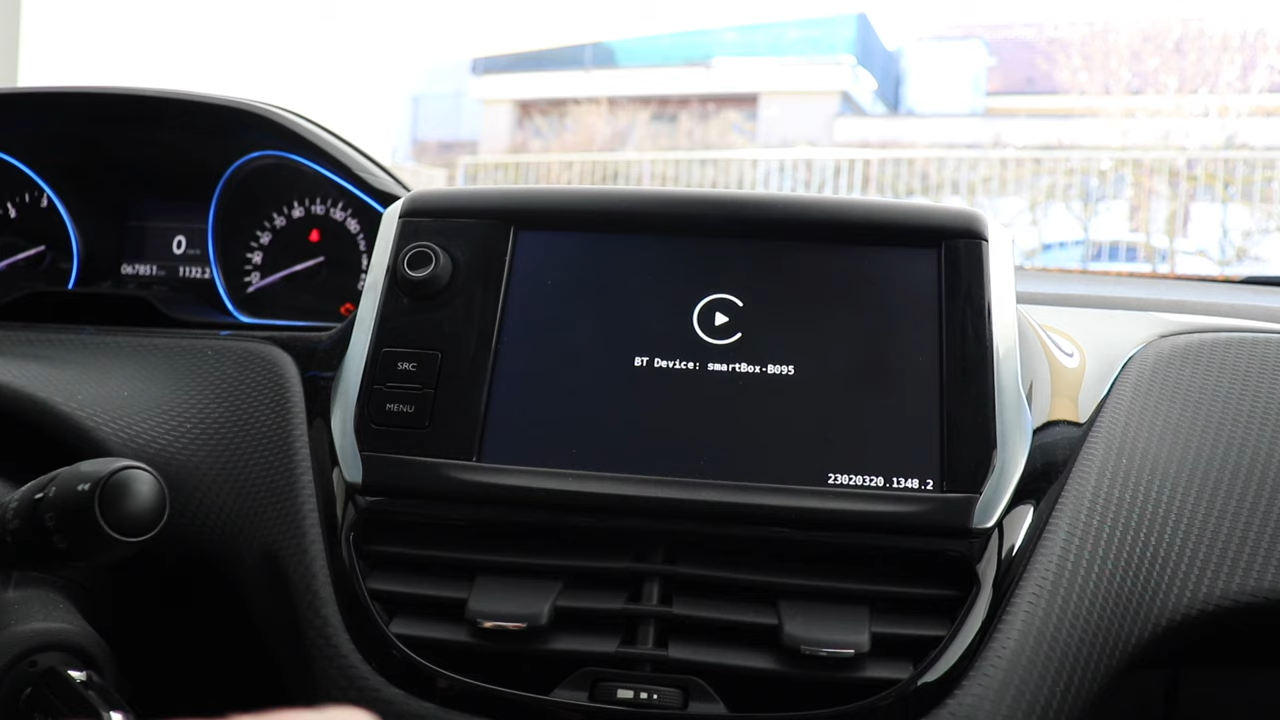 0
067851
1132.2
SRC
MENU
BT Device: smartBox-B095
23020320.1348.2